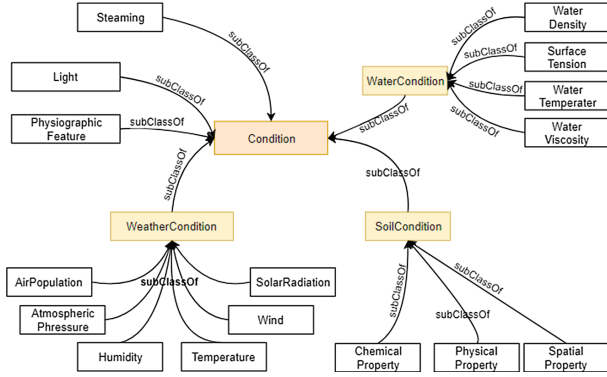 Steaming
subClassOf
Water
Density
subClassOf
Surface
Tension
subClassOf
Light
subClassOf
WaterCondition
subClassOf
Water
Temperater
Physiographic
Feature
subClassOf
subClassOf
subClassOf
Water
Viscosity
Condition
subClassOf
subClassOf
WeatherCondition
SoilCondition
AirPopulation
subClassOf
SolarRadiation
subClassOf
subClassOf
Atmospheric
Phressure
Wind
subClassOf
Humidity
Temperature
Chemical
Property
Physical
Property
Spatial
Property